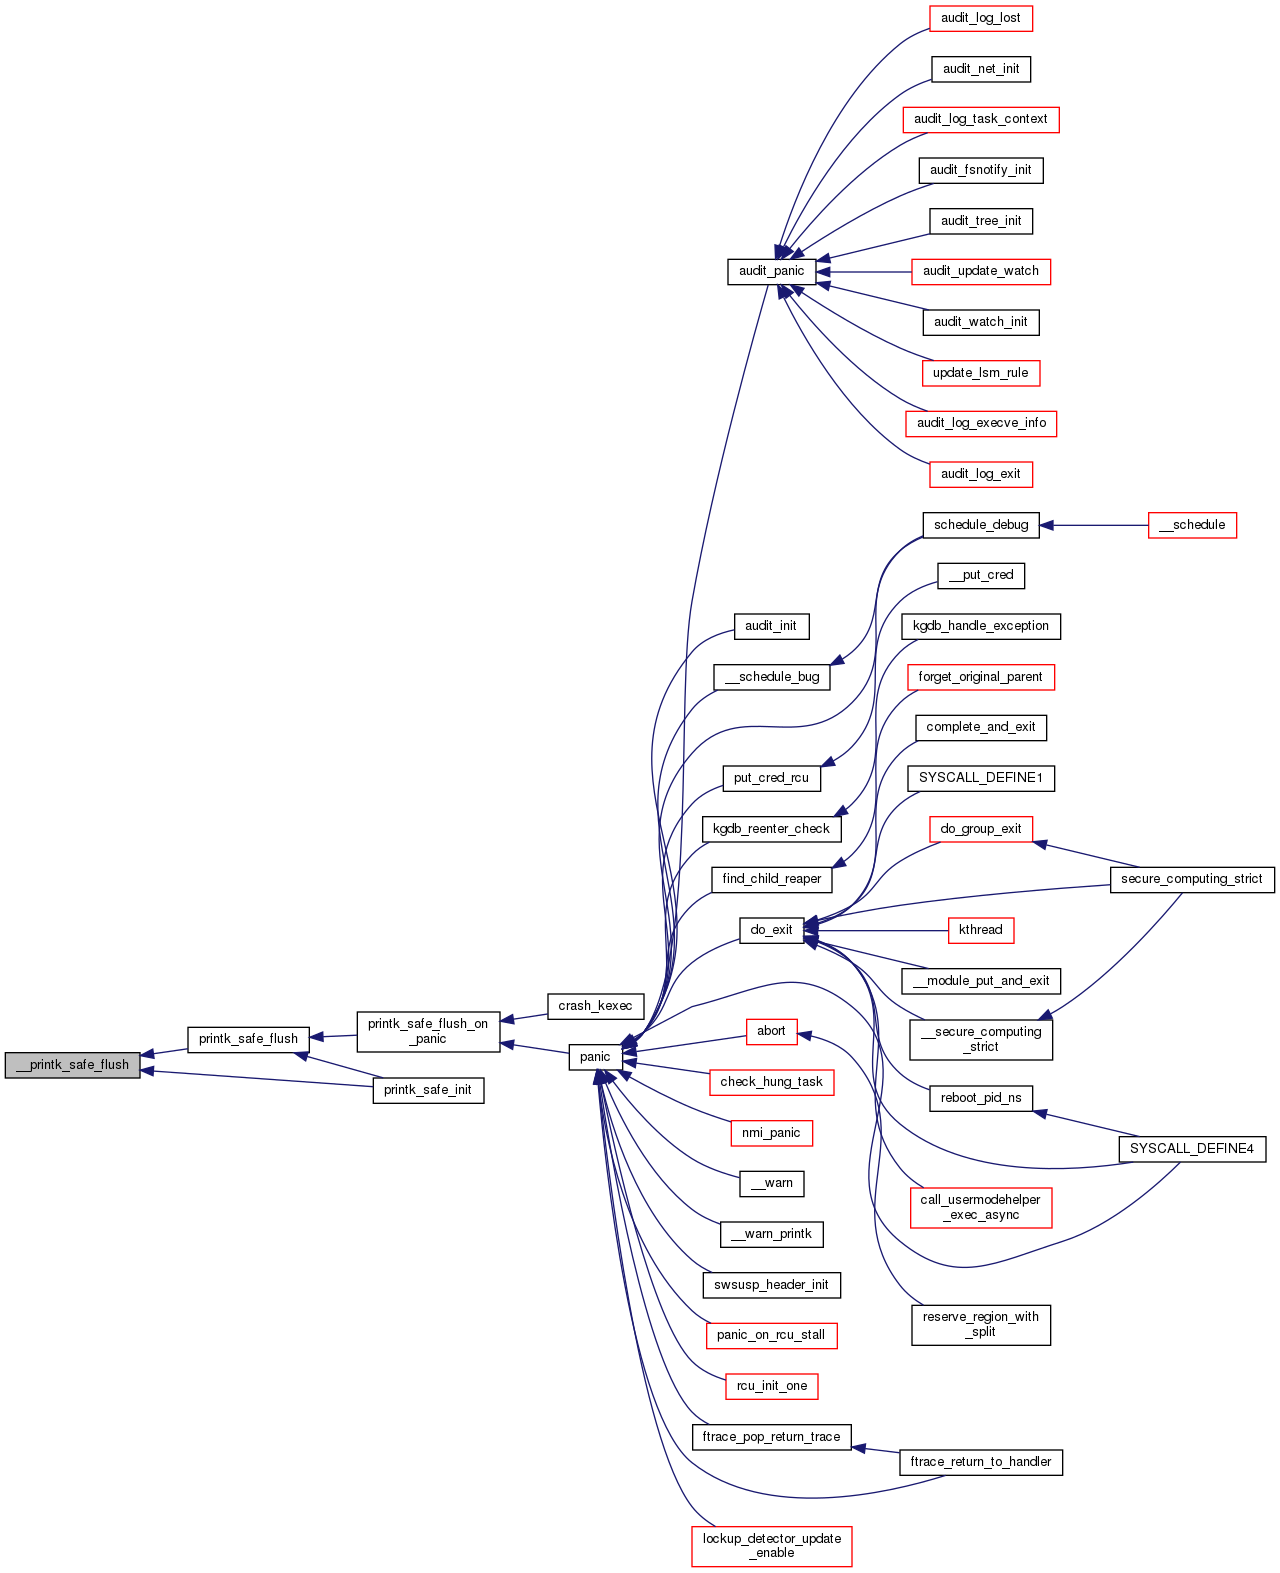 audit_log_lost
audit_net_init
audit_log_task_context
audit_fsnotify_init
audit_tree_init
audit_panic
audit_update_watch
audit_watch_init
update_lsm_rule
audit_log_execve_info
audit_log_exit
schedule_debug
__schedule
__put_cred
audit_init
kgdb_handle_exception
__schedule_bug
forget_original_parent
complete_and_exit
put_cred_rcu
SYSCALL_DEFINE1
kgdb_reenter_check
do_group_exit
find_child_reaper
secure_computing_strict
do_exit
kthread
__module_put_and_exit
crash_kexec
printk_safe_flush_on
_panic
abort
__secure_computing
_strict
printk_safe_flush
panic
__printk_safe_flush
printk_safe_init
check_hung_task
reboot_pid_ns
nmi_panic
SYSCALL_DEFINE4
__warn
call_usermodehelper
_exec_async
__warn_printk
swsusp_header_init
reserve_region_with
_split
panic_on_rcu_stall
rcu_init_one
ftrace_pop_return_trace
ftrace_return_to_handler
lockup_detector_update
_enable